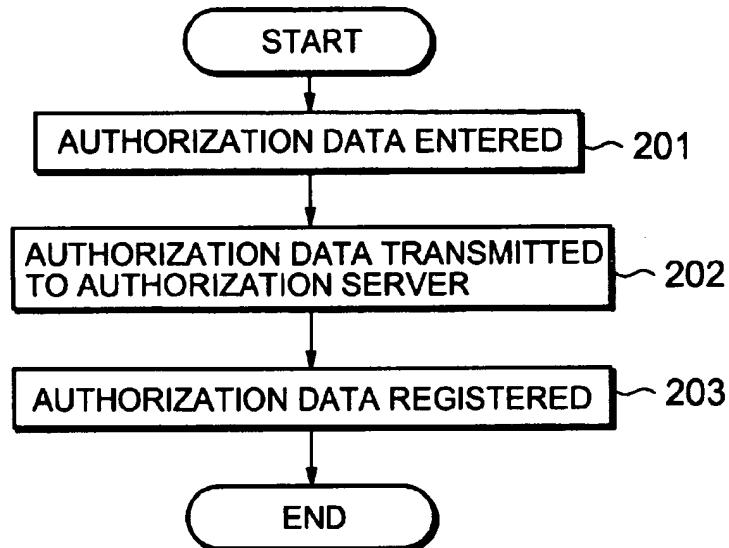 START
AUTHORIZATION DATA ENTERED
201
AUTHORIZATION DATA TRANSMITTED
TO AUTHORIZATION SERVER
202
AUTHORIZATION DATA REGISTERED
203
END